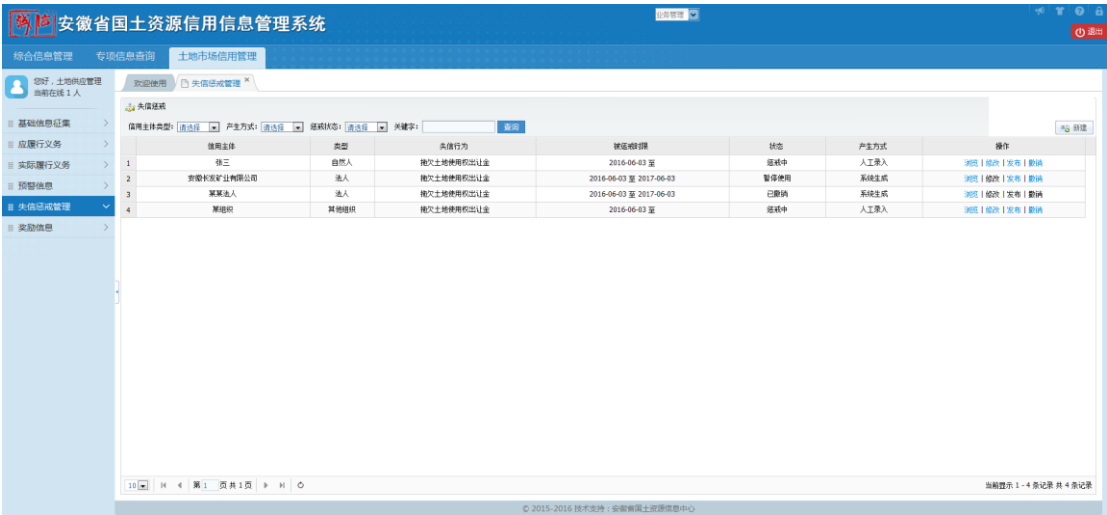 诚信 安徽省国土资源信用信息管理系统
业务管理
退出
综合信息管理 专项信息查询 土地市场信用管理
您好,土地供应管理
当前在线 1 人
欢迎使用 失信惩戒管理 ×
失信惩戒
信用主体类型: 请选择 产生方式: 请选择 惩戒状态: 请选择 关键字: 查询 新建
基础信息征集
应履行义务
实际履行义务
预警信息
失信惩戒管理
奖励信息
信用主体 类型 失信行为 被惩戒时限 状态 产生方式 操作
1 张三 自然人 拖欠土地使用权出让金 2016-06-03 至 惩戒中 人工录入 浏览 | 修改 | 发布 | 撤销
2 安徽长发矿业有限公司 法人 拖欠土地使用权出让金 2016-06-03 至 2017-06-03 暂停使用 系统生成 浏览 | 修改 | 发布 | 撤销
3 某某法人 法人 拖欠土地使用权出让金 2016-06-03 至 2017-06-03 已撤销 系统生成 浏览 | 修改 | 发布 | 撤销
4 某组织 其他组织 拖欠土地使用权出让金 2016-06-03 至 惩戒中 人工录入 浏览 | 修改 | 发布 | 撤销
10 第 1 页 共 1 页 当前显示 1 - 4 条记录 共 4 条记录
© 2015-2016 技术支持:安徽省国土资源信息中心